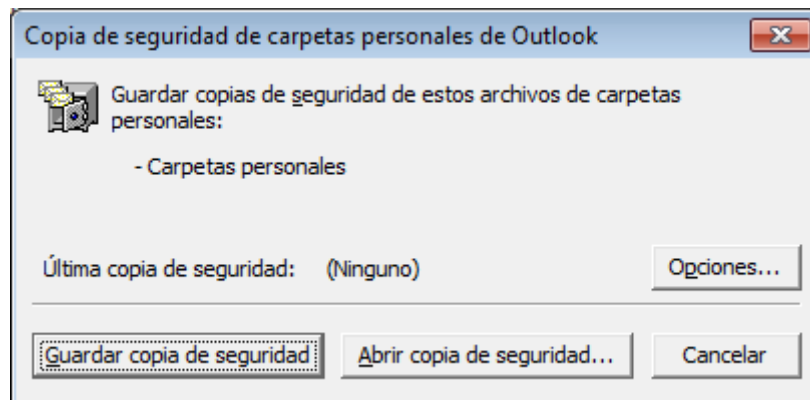 Copia de seguridad de carpetas personales de Outlook
Guardar copias de seguridad de estos archivos de carpetas
personales:
- Carpetas personales
Última copia de seguridad: (Ninguno) Opciones...
Guardar copia de seguridad Abrir copia de seguridad... Cancelar